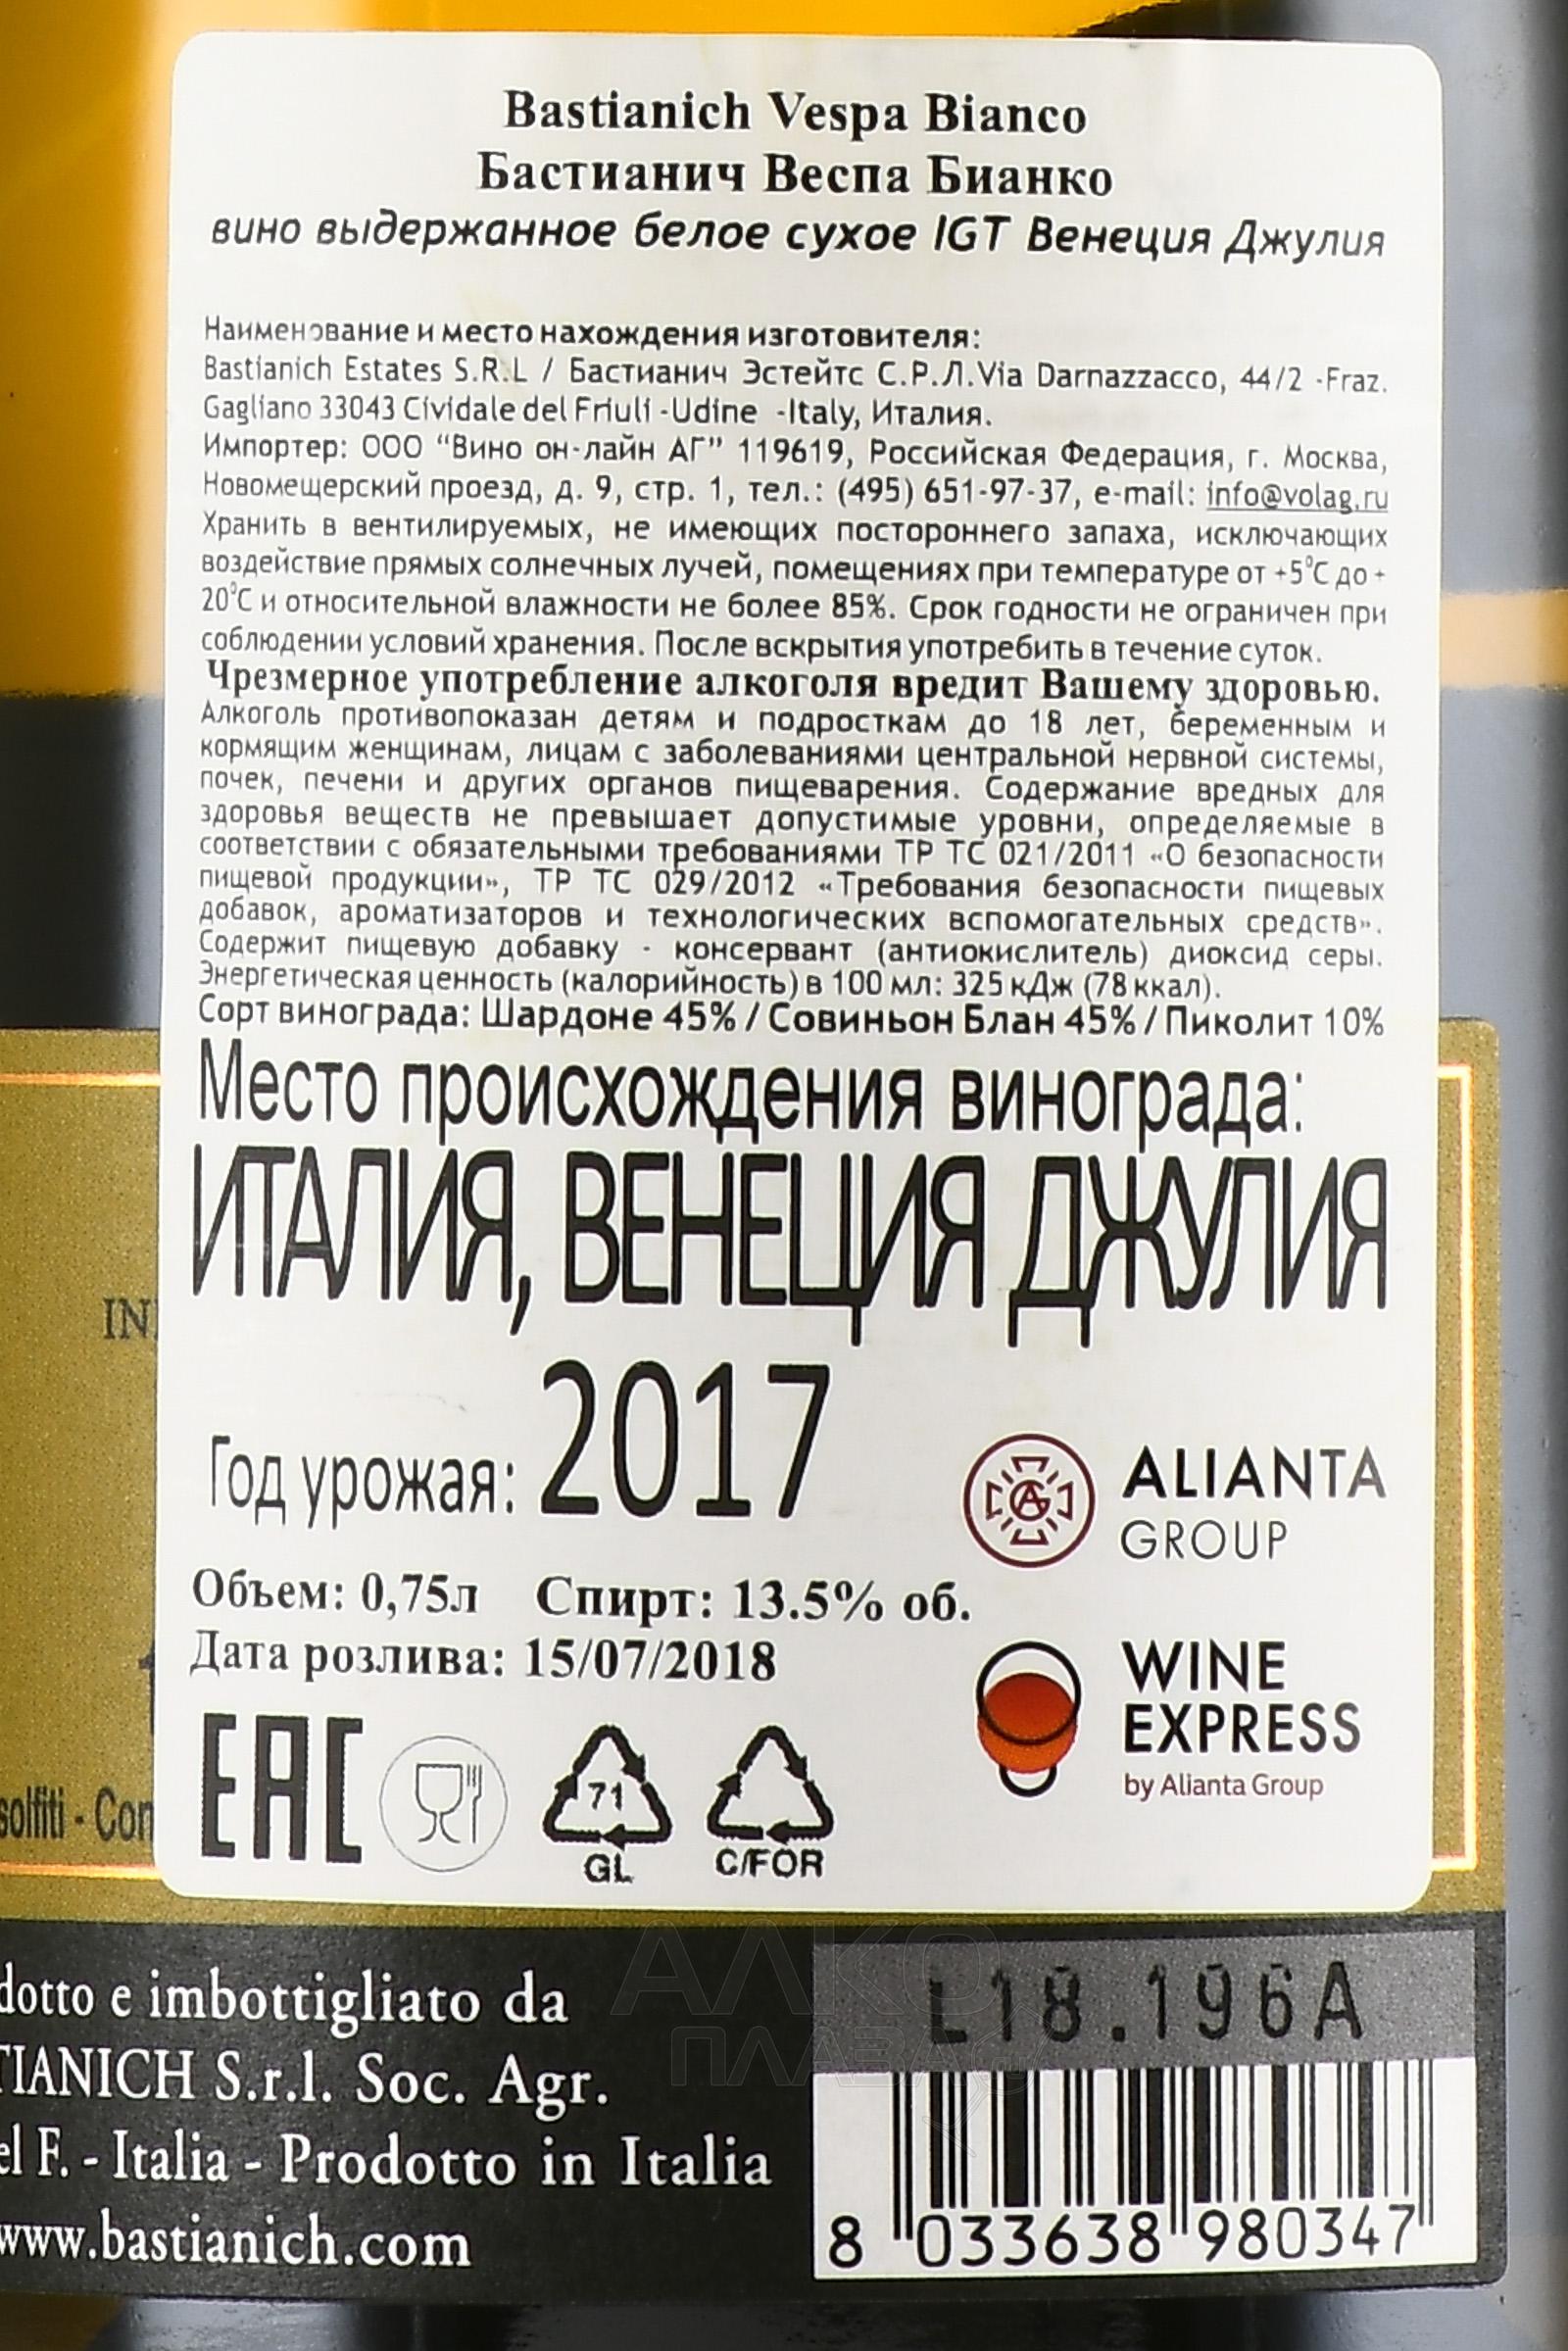 Bastianich Vespa Bianco
Бастианич Веспа Бианко
вино выдержанное белое сухое IGT Венеция Джулия
Наименование и место нахождения изготовителя:
Bastianich Estates S.R.L / Бастианич Эстейтс С.Р.Л.Via Darnazzacco, 44/2 -Fraz.
Gagliano 33043 Cividale del Friuli -Udine -Italy, Италия.
Импортер: ООО “Вино он-лайн АГ” 119619, Российская Федерация, г. Москва,
Новомещерский проезд, д. 9, стр. 1, тел.: (495) 651-97-37, e-mail: info@volag.ru
Хранить в вентилируемых, не имеющих постороннего запаха, исключающих
воздействие прямых солнечных лучей, помещениях при температуре от +5°С до +
20°С и относительной влажности не более 85%. Срок годности не ограничен при
соблюдении условий хранения. После вскрытия употребить в течение суток.
Чрезмерное употребление алкоголя вредит Вашему здоровью.
Алкоголь противопоказан детям и подросткам до 18 лет, беременным и
кормящим женщинам, лицам с заболеваниями центральной нервной системы,
почек, печени и других органов пищеварения. Содержание вредных для
здоровья веществ не превышает допустимые уровни, определяемые в
соответствии с обязательными требованиями ТР ТС 021/2011 «О безопасности
пищевой продукции», ТР ТС 029/2012 «Требования безопасности пищевых
добавок, ароматизаторов и технологических вспомогательных средств».
Содержит пищевую добавку - консервант (антиокислитель) диоксид серы.
Энергетическая ценность (калорийность) в 100 мл: 325 кДж (78 ккал).
Сорт винограда: Шардоне 45% / Совиньон Блан 45% / Пиколит 10%
Место происхождения винограда:
ИТАЛИЯ, ВЕНЕЦИЯ ДЖУЛИЯ
Год урожая: 2017
ALIANTA
GROUP
Объем: 0,75л Спирт: 13.5% об.
Дата розлива: 15/07/2018
WINE
EXPRESS
by Alianta Group
EAC
71
GL
C/FOR
IN
solfiti - Con
dotto e imbottigliato da
TIANICH S.r.l. Soc. Agr.
el F. - Italia - Prodotto in Italia
www.bastianich.com
L18.196A
8 033638 980347
АЛКО
ПЛАЗА